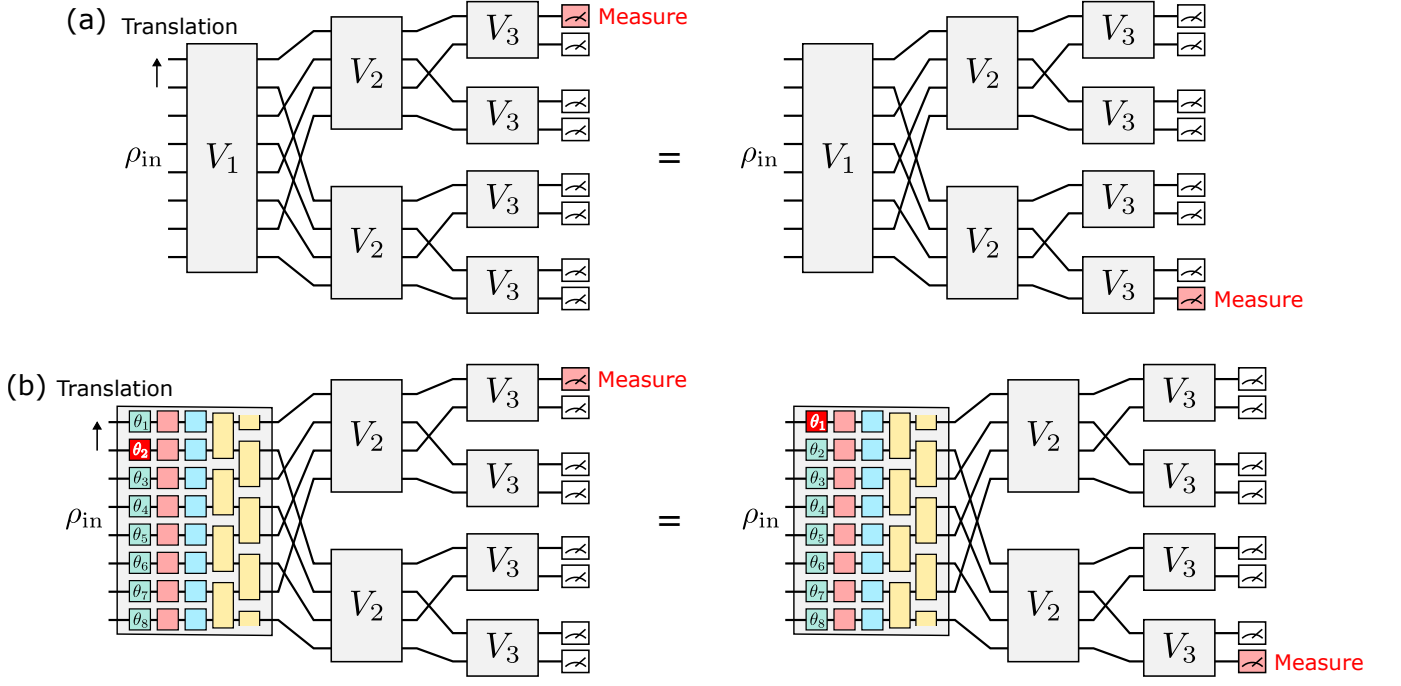 (a)
Translation
ρin
V1
V2
V2
V3
V3
V3
V3
Measure
=
ρin
V1
V2
V2
V3
V3
V3
V3
Measure
(b)
Translation
ρin
θ1
θ2
θ3
θ4
θ5
θ6
θ7
θ8
V2
V2
V3
V3
V3
V3
Measure
=
ρin
θ1
θ2
θ3
θ4
θ5
θ6
θ7
θ8
V2
V2
V3
V3
V3
V3
Measure